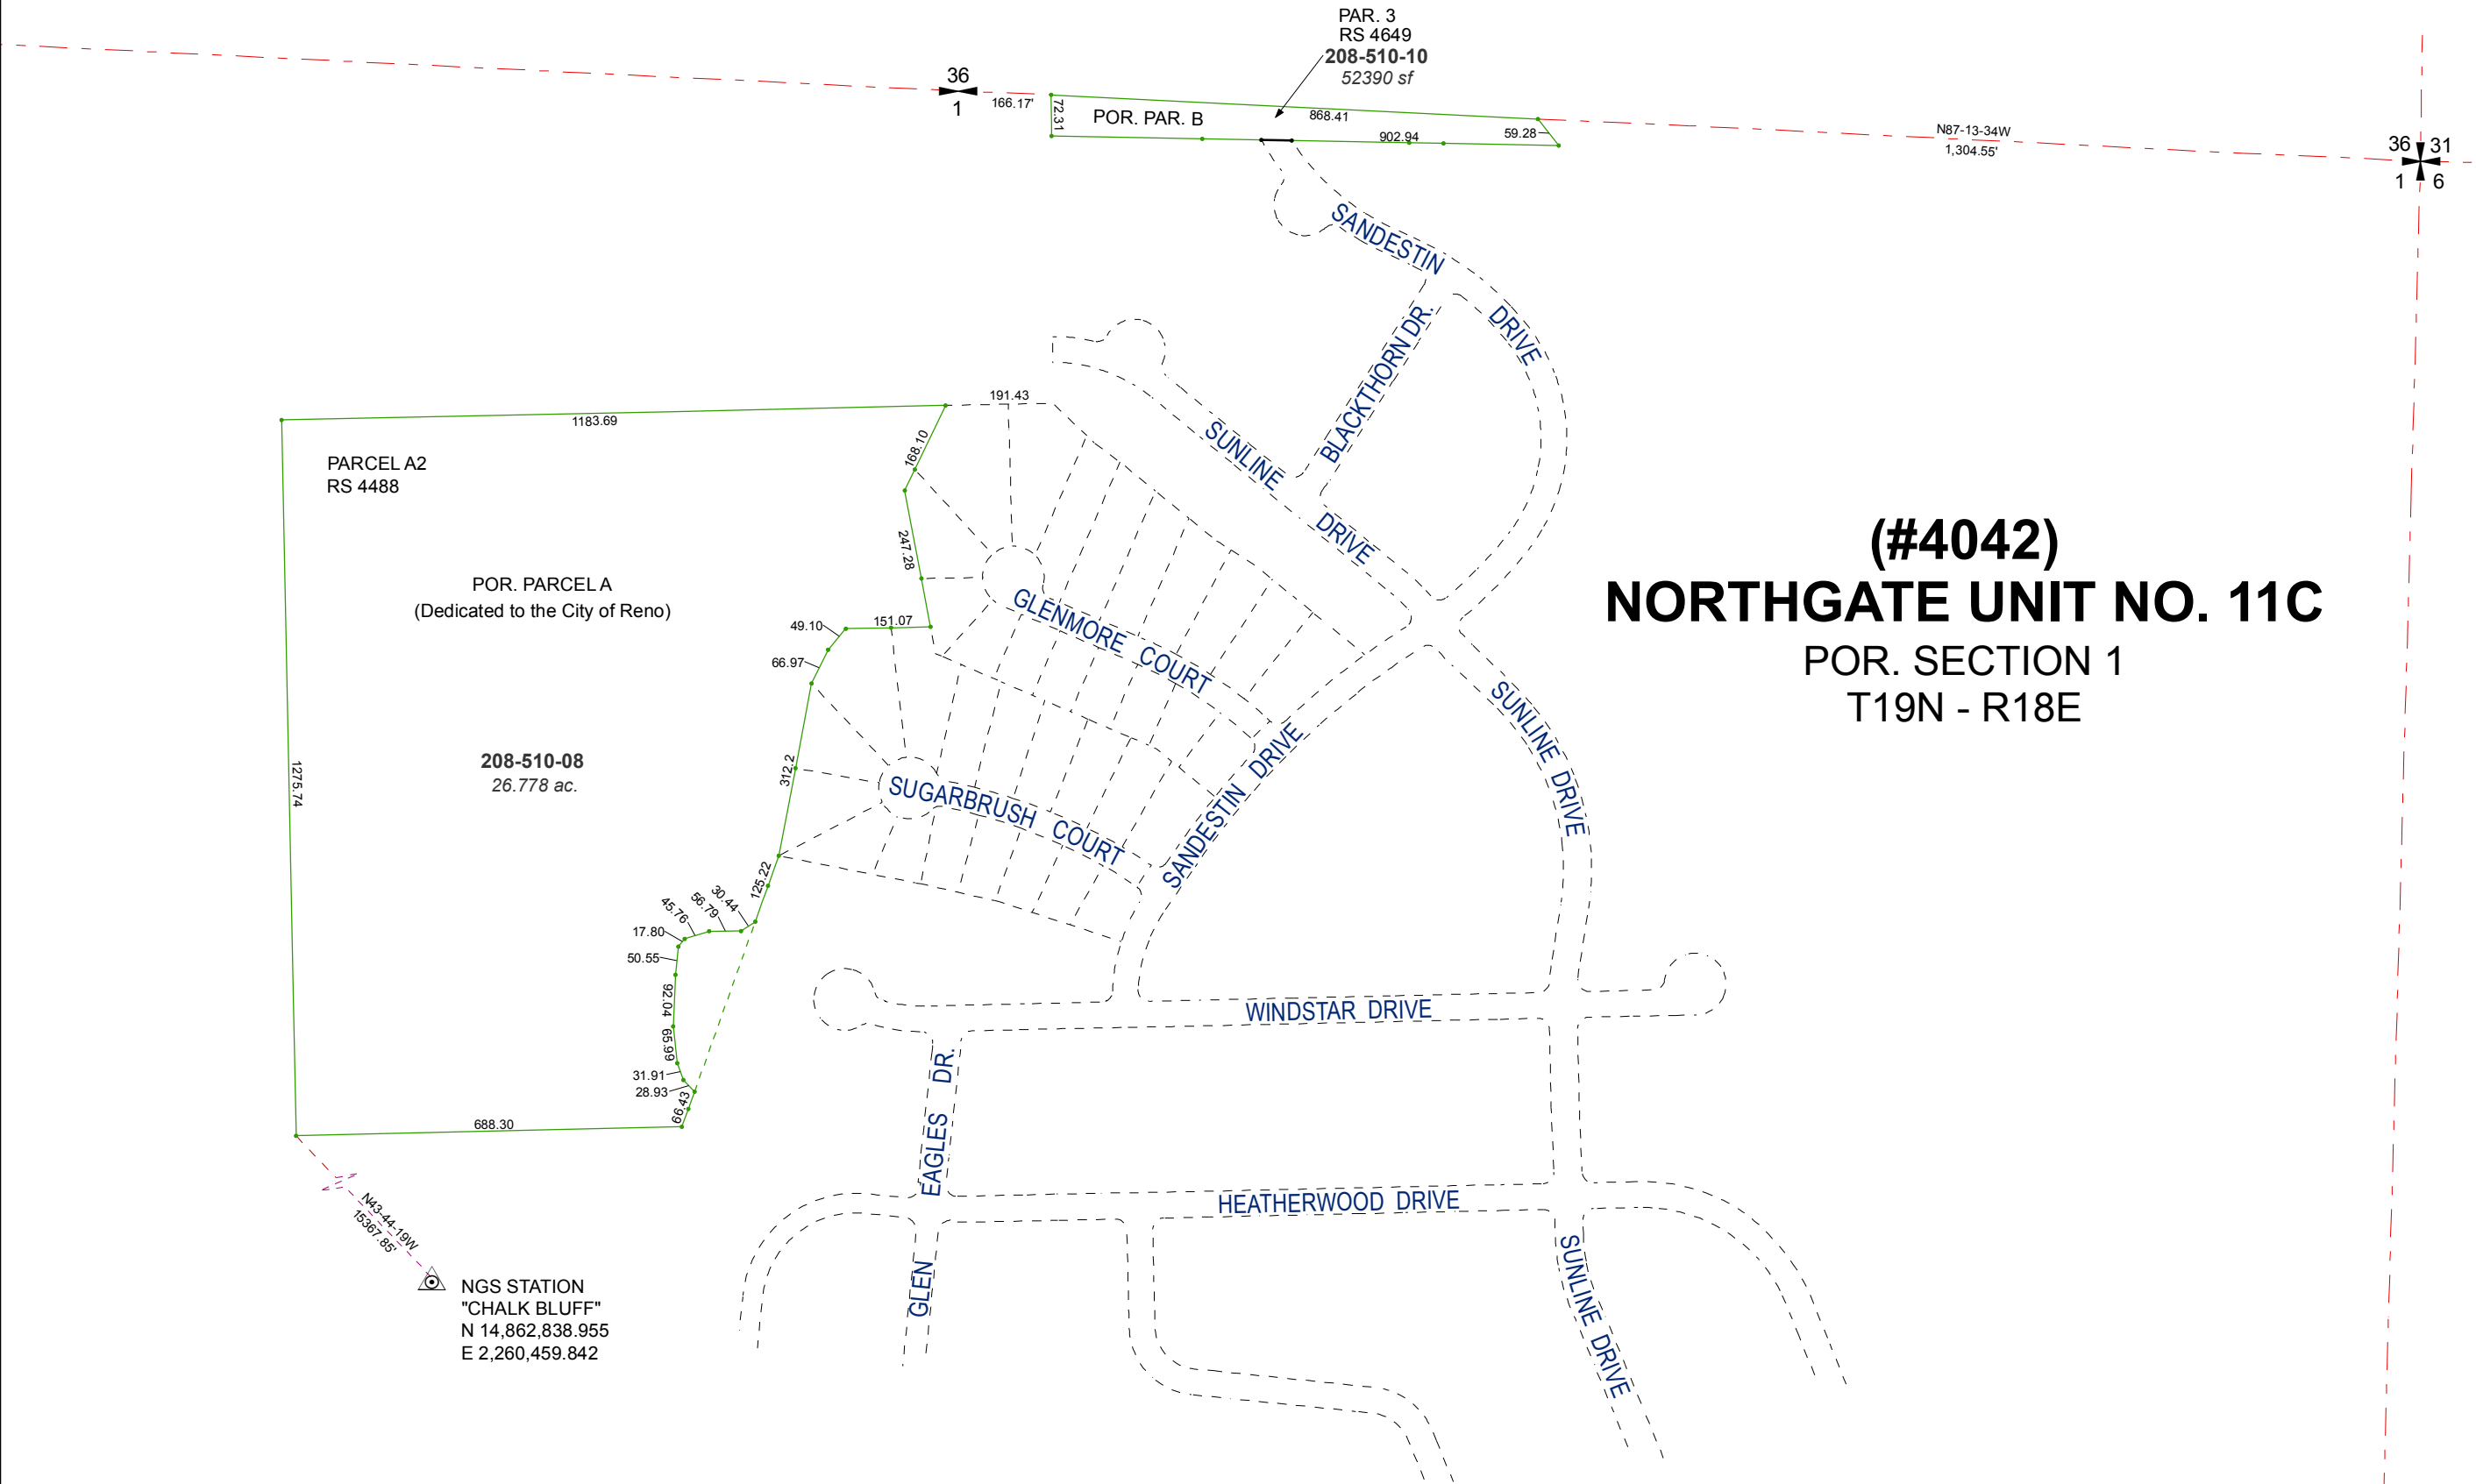 PAR. 3
RS 4649
208-510-10
52390 sf
36
1
166.17'
72.31
POR. PAR. B
868.41
902.94
59.28
N87-13-34W
1,304.55'
36 31
1 6
SANDESTIN
DRIVE
BLACKTHORN DR.
SUNLINE
DRIVE
191.43
1183.69
168.10
PARCEL A2
RS 4488
247.28
POR. PARCEL A
(Dedicated to the City of Reno)
(#4042)
NORTHGATE UNIT NO. 11C
POR. SECTION 1
T19N - R18E
49.10
151.07
66.97
GLENMORE COURT
SUNLINE DRIVE
208-510-08
26.778 ac.
1275.74
312.2
SUGARBRUSH COURT
SANDESTIN DRIVE
125.22
30.44
56.79
45.76
17.80
50.55
92.04
65.99
31.91
28.93
66.43
688.30
WINDSTAR DRIVE
GLEN EAGLES DR.
HEATHERWOOD DRIVE
SUNLINE DRIVE
N43-44-19W
15367.85'
NGS STATION
"CHALK BLUFF"
N 14,862,838.955
E 2,260,459.842